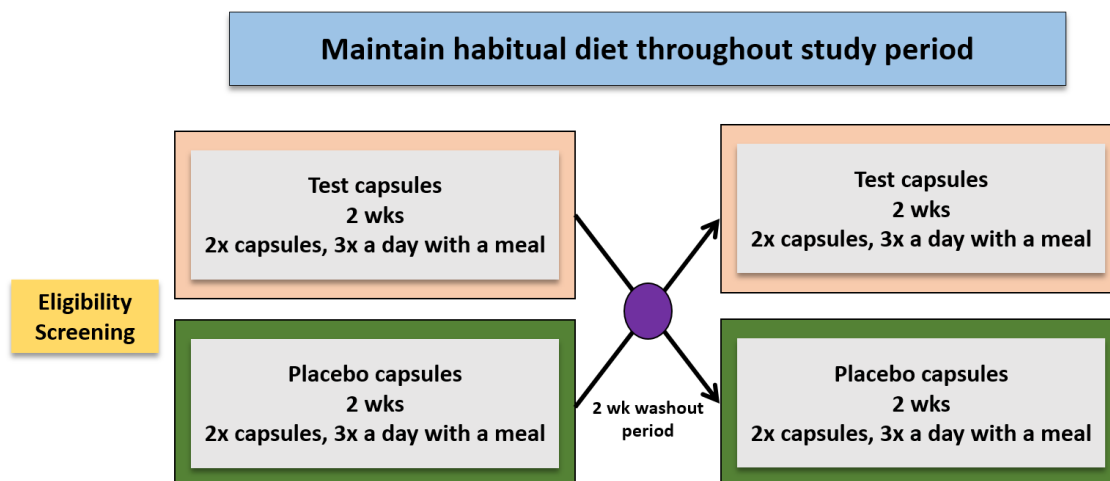 Maintain habitual diet throughout study period
Test capsules
2 wks
2x capsules, 3x a day with a meal
Test capsules
2 wks
2x capsules, 3x a day with a meal
Eligibility
Screening
Placebo capsules
2 wks
2x capsules, 3x a day with a meal
2 wk washout
period
Placebo capsules
2 wks
2x capsules, 3x a day with a meal